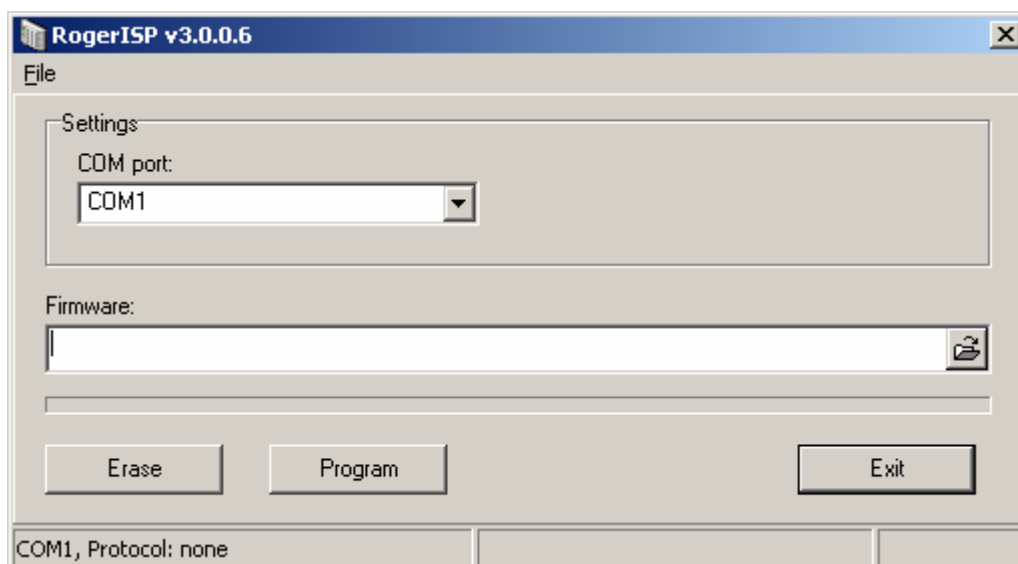 RogerISP v3.0.0.6
File
Settings
COM port:
COM1
Firmware:
Erase Program Exit
COM1, Protocol: none